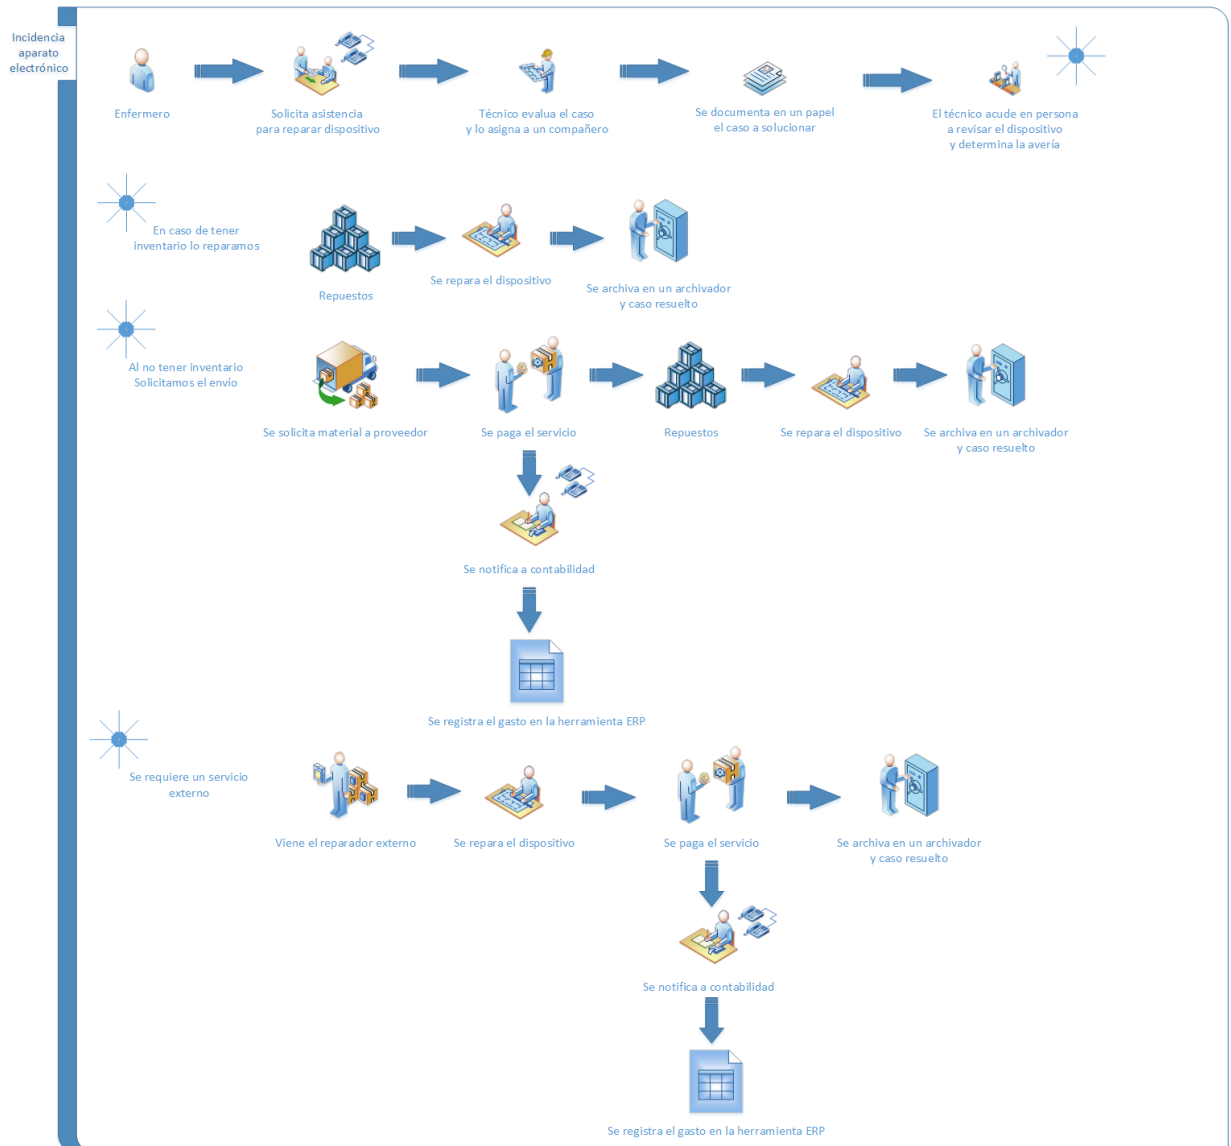 Incidencia
aparato
electrónico
Enfermero
Solicita asistencia
para reparar dispositivo
Técnico evalua el caso
y lo asigna a un compañero
Se documenta en un papel
el caso a solucionar
El técnico acude en persona
a revisar el dispositivo
y determina la avería
En caso de tener
inventario lo reparamos
Repuestos
Se repara el dispositivo
Se archiva en un archivador
y caso resuelto
Al no tener inventario
Solicitamos el envío
Se solicita material a proveedor
Se paga el servicio
Repuestos
Se repara el dispositivo
Se archiva en un archivador
y caso resuelto
Se notifica a contabilidad
Se registra el gasto en la herramienta ERP
Se requiere un servicio
externo
Viene el reparador externo
Se repara el dispositivo
Se paga el servicio
Se archiva en un archivador
y caso resuelto
Se notifica a contabilidad
Se registra el gasto en la herramienta ERP